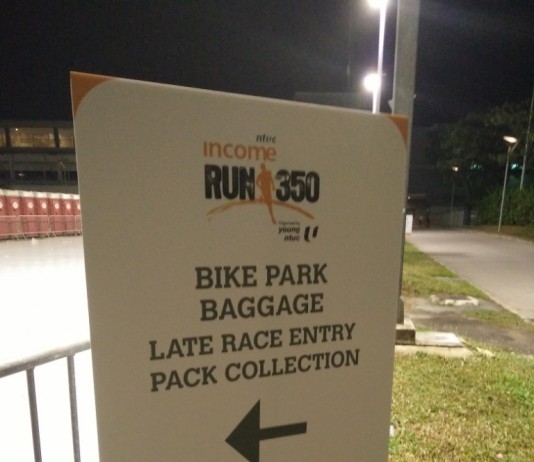 ntuc
income
RUN 350
Organised by
young
ntuc
BIKE PARK
BAGGAGE
LATE RACE ENTRY
PACK COLLECTION